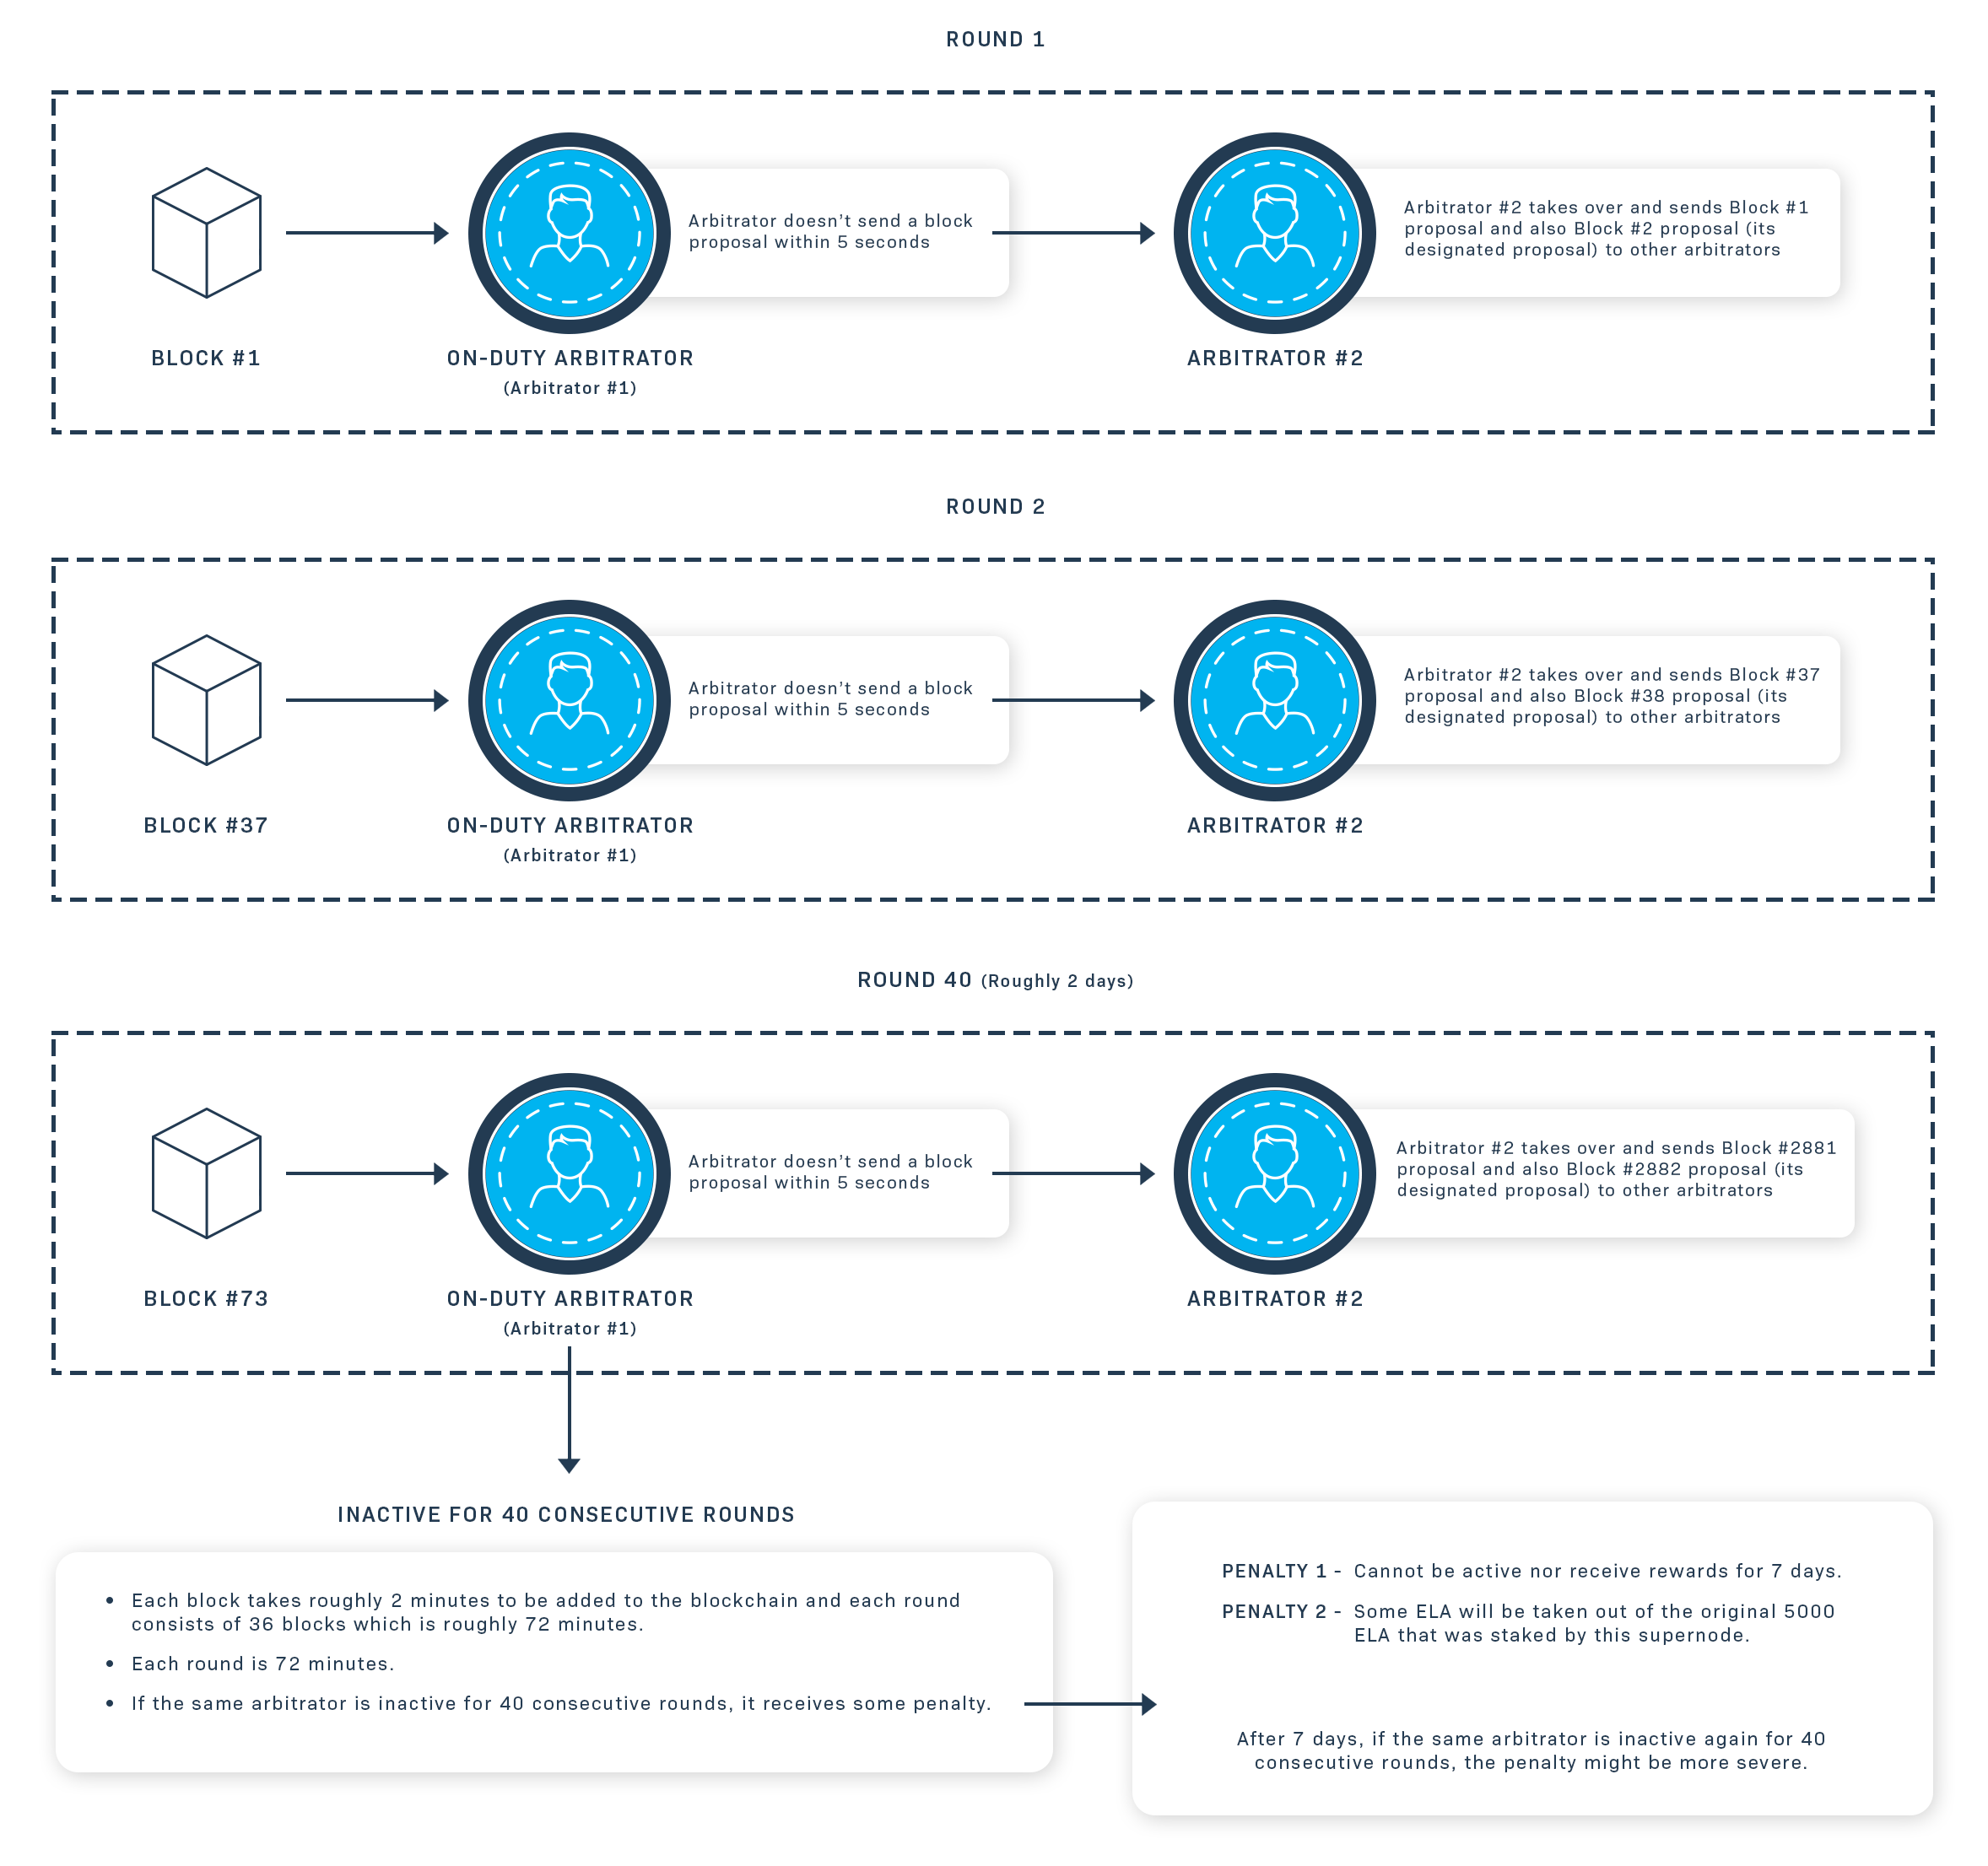 ROUND 1
Arbitrator doesn't send a block
proposal within 5 seconds
Arbitrator #2 takes over and sends Block #1
proposal and also Block #2 proposal (its
designated proposal) to other arbitrators
BLOCK #1
ON-DUTY ARBITRATOR
(Arbitrator #1)
ARBITRATOR #2
ROUND 2
Arbitrator doesn't send a block
proposal within 5 seconds
Arbitrator #2 takes over and sends Block #37
proposal and also Block #38 proposal (its
designated proposal) to other arbitrators
BLOCK #37
ON-DUTY ARBITRATOR
(Arbitrator #1)
ARBITRATOR #2
ROUND 40 (Roughly 2 days)
Arbitrator doesn't send a block
proposal within 5 seconds
Arbitrator #2 takes over and sends Block #2881
proposal and also Block #2882 proposal (its
designated proposal) to other arbitrators
BLOCK #73
ON-DUTY ARBITRATOR
(Arbitrator #1)
ARBITRATOR #2
INACTIVE FOR 40 CONSECUTIVE ROUNDS
• Each block takes roughly 2 minutes to be added to the blockchain and each round
consists of 36 blocks which is roughly 72 minutes.
• Each round is 72 minutes.
• If the same arbitrator is inactive for 40 consecutive rounds, it receives some penalty.
PENALTY 1 - Cannot be active nor receive rewards for 7 days.
PENALTY 2 - Some ELA will be taken out of the original 5000
ELA that was staked by this supernode.
After 7 days, if the same arbitrator is inactive again for 40
consecutive rounds, the penalty might be more severe.